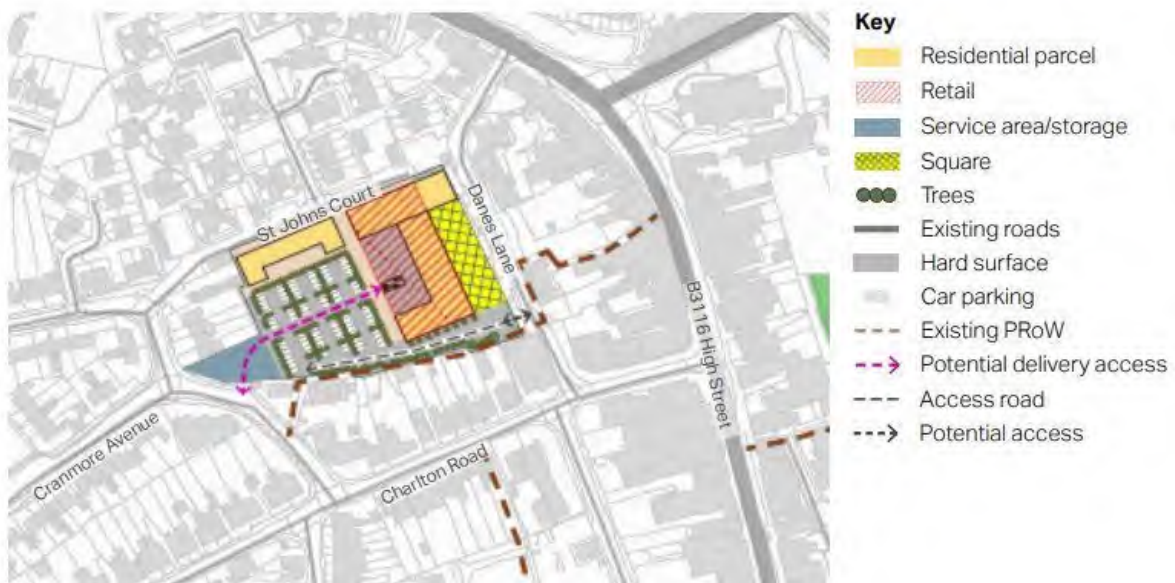 Key
Residential parcel
Retail
Service area/storage
Square
Trees
Existing roads
Hard surface
Car parking
Existing PRoW
Potential delivery access
Access road
Potential access
St Johns Court
Danes Lane
B3116 High Street
Cranmore Avenue
Charlton Road